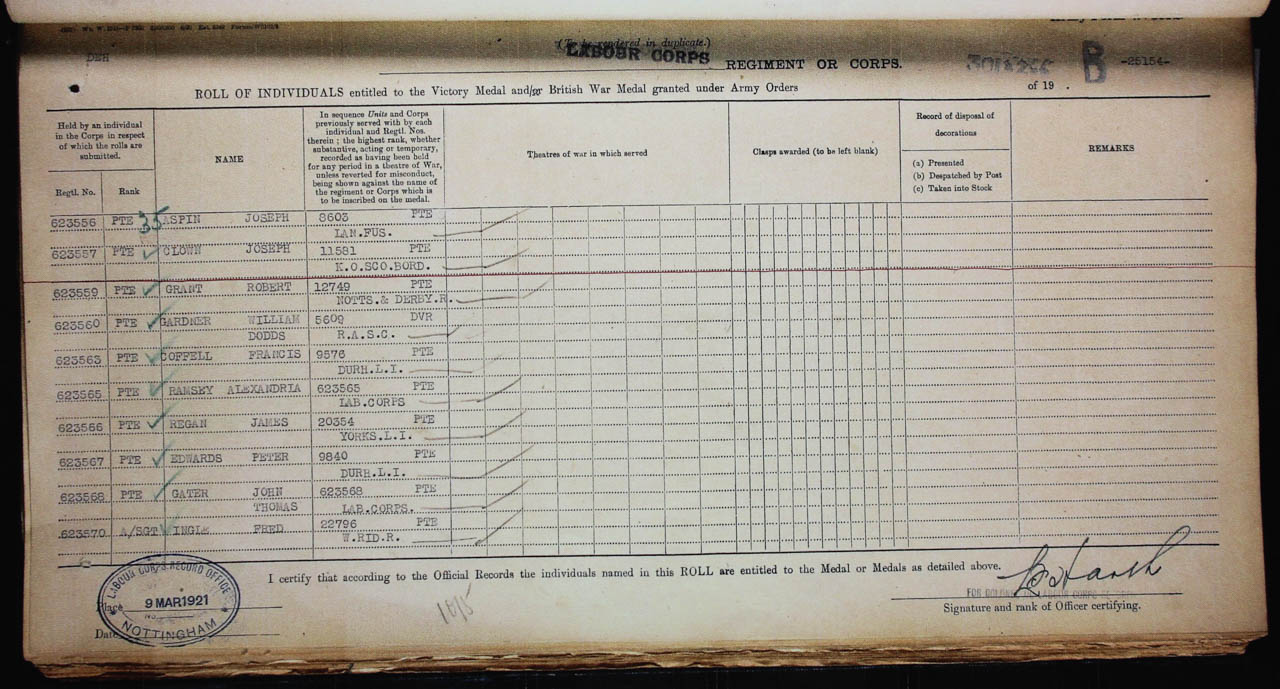 DEH
(To be rendered in duplicate.)
LABOUR CORPS REGIMENT OR CORPS. B -25154-
ROLL OF INDIVIDUALS entitled to the Victory Medal and/or British War Medal granted under Army Orders of 19 .
Held by an individual in the Corps in respect of which the rolls are submitted.
Regtl. No. Rank
NAME
In sequence Units and Corps previously served with by each individual and Regtl. Nos. therein ; the highest rank, whether substantive, acting or temporary, recorded as having been held for any period in a theatre of War, unless reverted for misconduct, being shown against the name of the regiment or Corps which is to be inscribed on the medal.
Theatres of war in which served
Clasps awarded (to be left blank)
Record of disposal of decorations
(a) Presented
(b) Despatched by Post
(c) Taken into Stock
REMARKS
623556 PTE 35 ASPIN JOSEPH 8603 PTE
LAN.FUS.
623557 PTE CLOWN JOSEPH 11581 PTE
K.O.SCO.BORD.
623559 PTE GRANT ROBERT 12749 PTE
NOTTS.& DERBY.R.
623560 PTE GARDNER WILLIAM 5609 DVR
DODDS R.A.S.C.
623563 PTE COFFELL FRANCIS 9576 PTE
DURH.L.I.
623565 PTE RAMSEY ALEXANDRIA 623565 PTE
LAB.CORPS
623566 PTE REGAN JAMES 20354 PTE
YORKS.L.I.
623567 PTE EDWARDS PETER 9840 PTE
DURH.L.I.
623568 PTE GATER JOHN 623568 PTE
THOMAS LAB.CORPS.
623570 A/SGT INGLE FRED 22796 PTE
W.RID.R.
I certify that according to the Official Records the individuals named in this ROLL are entitled to the Medal or Medals as detailed above.
LABOUR CORPS RECORD OFFICE
9 MAR 1921
NOTTINGHAM
Place
Date
FOR COLONEL
Signature and rank of Officer certifying.